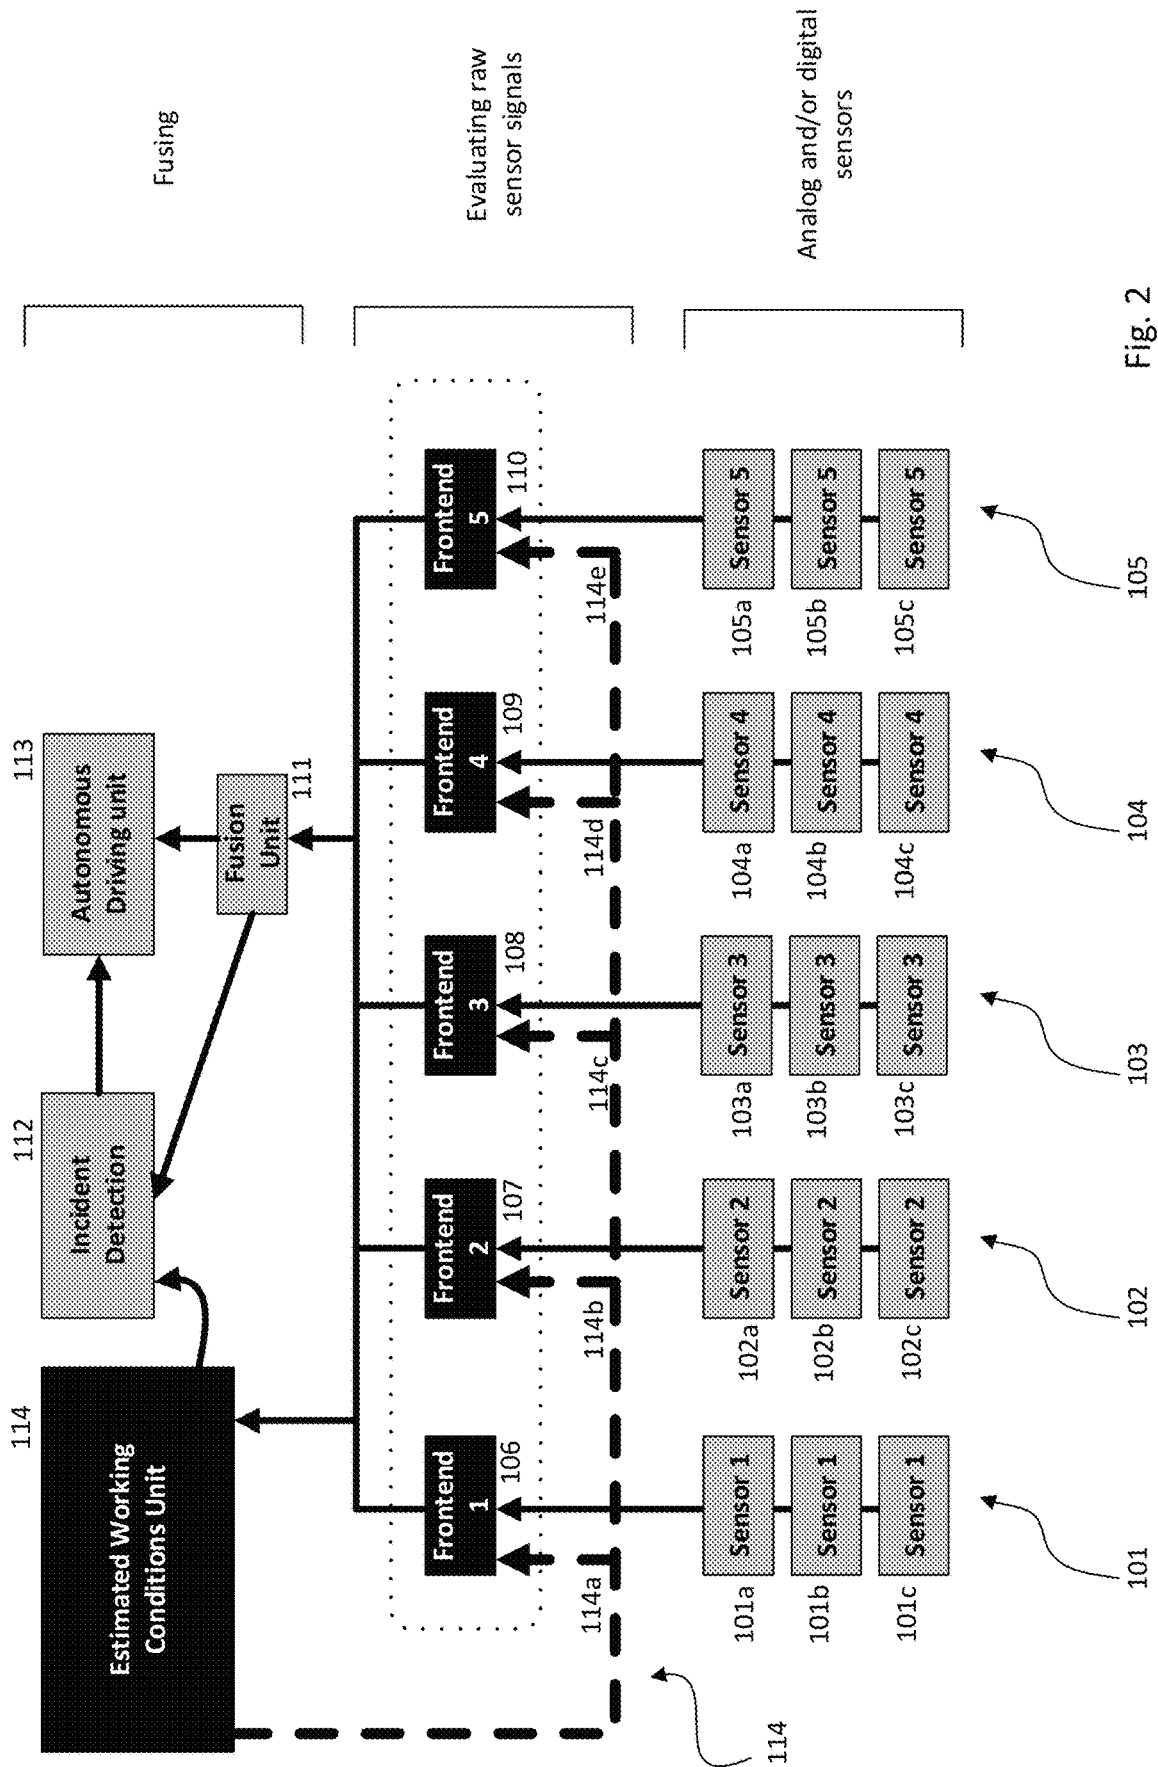 114
Estimated Working
Conditions Unit
112
Incident
Detection
113
Autonomous
Driving unit
Fusion
Unit
111
Fusing
Frontend
1
106
Frontend
2
107
Frontend
3
108
Frontend
4
109
Frontend
5
110
Evaluating raw
sensor signals
114a
114b
114c
114d
114e
114
101a
Sensor 1
102a
Sensor 2
103a
Sensor 3
104a
Sensor 4
105a
Sensor 5
101b
Sensor 1
102b
Sensor 2
103b
Sensor 3
104b
Sensor 4
105b
Sensor 5
101c
Sensor 1
102c
Sensor 2
103c
Sensor 3
104c
Sensor 4
105c
Sensor 5
Analog and/or digital
sensors
101
102
103
104
105
Fig. 2